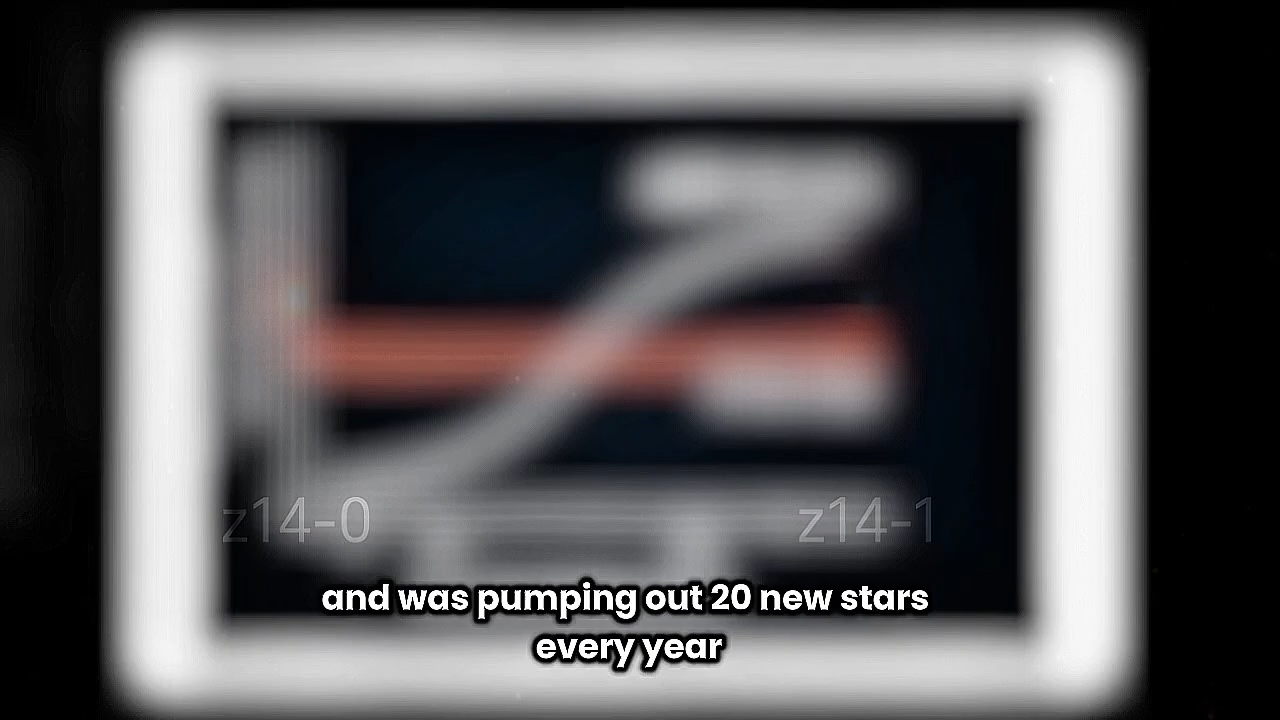 z14-0 z14-1
and was pumping out 20 new stars
every year